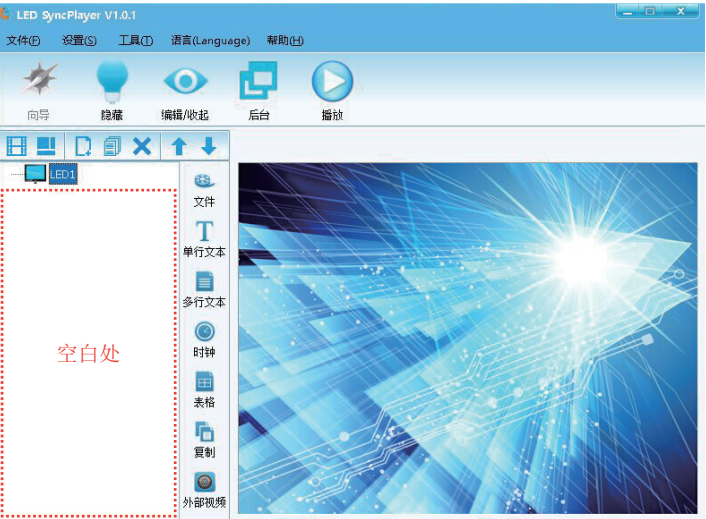 LED SyncPlayer V1.0.1
文件(F) 设置(S) 工具(T) 语言(Language) 帮助(H)
向导 隐藏 编辑/收起 后台 播放
LED1
文件
单行文本
多行文本
空白处
时钟
表格
复制
外部视频